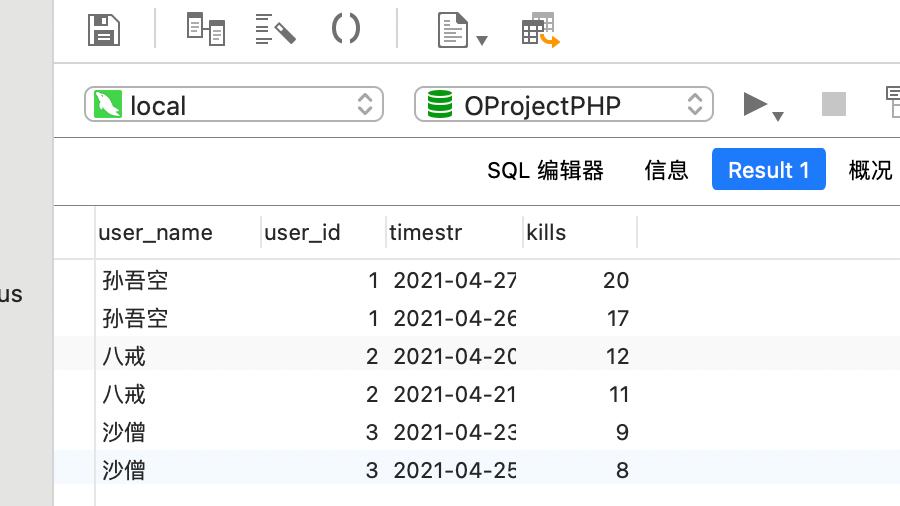 local
OProjectPHP
SQL 编辑器 信息 Result 1 概况
user_name user_id timestr kills
孙吾空 1 2021-04-27 20
us
孙吾空 1 2021-04-26 17
八戒 2 2021-04-20 12
八戒 2 2021-04-21 11
沙僧 3 2021-04-23 9
沙僧 3 2021-04-25 8